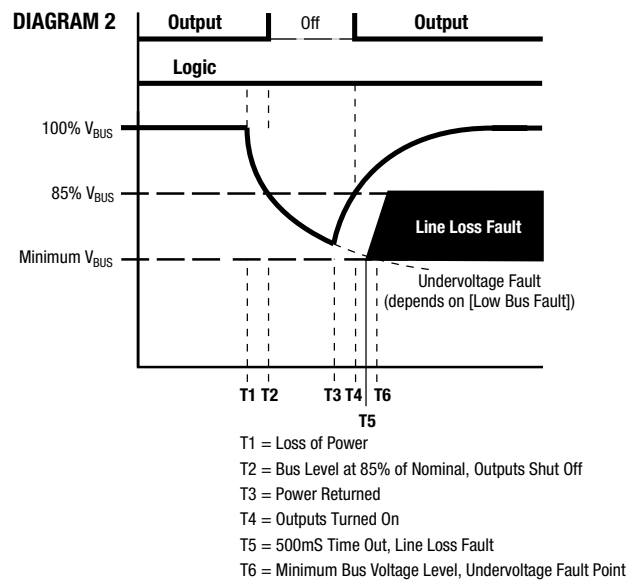 DIAGRAM 2
Output Off Output
Logic
100% VBUS
85% VBUS
Line Loss Fault
Minimum VBUS
Undervoltage Fault
(depends on [Low Bus Fault])
T1 T2 T3 T4 T6
T5
T1 = Loss of Power
T2 = Bus Level at 85% of Nominal, Outputs Shut Off
T3 = Power Returned
T4 = Outputs Turned On
T5 = 500mS Time Out, Line Loss Fault
T6 = Minimum Bus Voltage Level, Undervoltage Fault Point